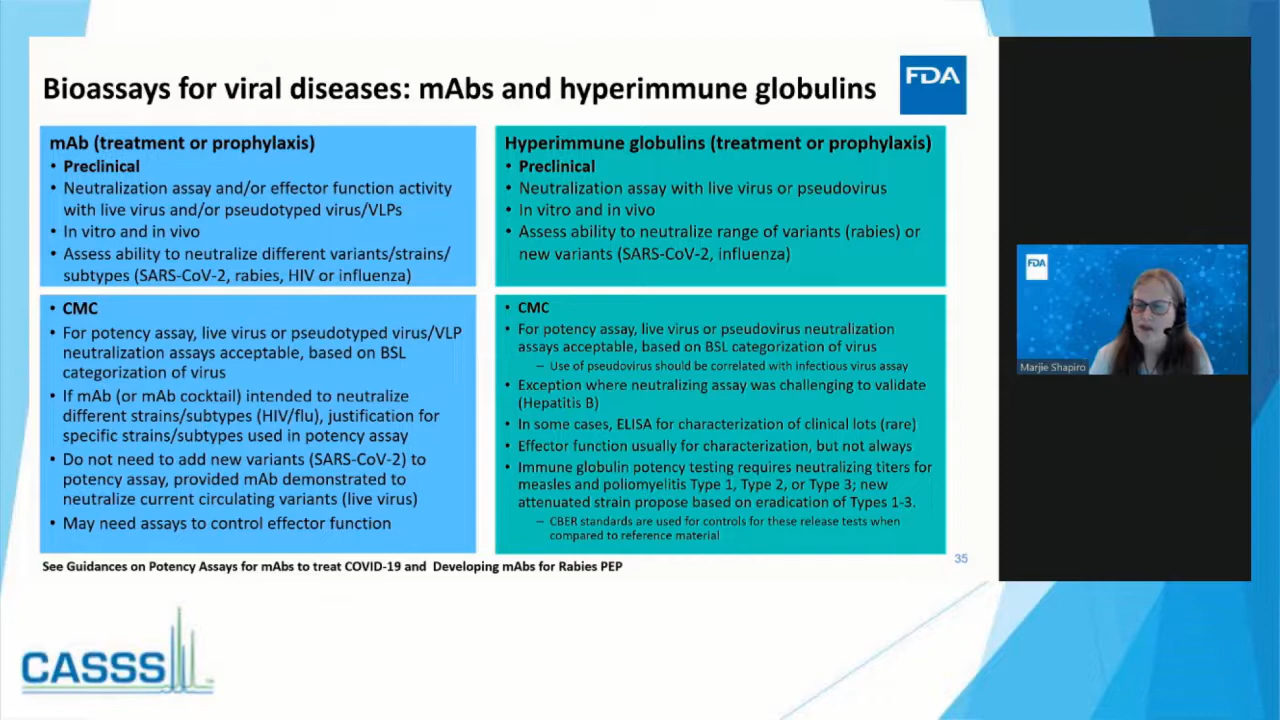 Bioassays for viral diseases: mAbs and hyperimmune globulins
FDA
mAb (treatment or prophylaxis)
• Preclinical
• Neutralization assay and/or effector function activity
with live virus and/or pseudotyped virus/VLPs
• In vitro and in vivo
• Assess ability to neutralize different variants/strains/
subtypes (SARS-CoV-2, rabies, HIV or influenza)
Hyperimmune globulins (treatment or prophylaxis)
• Preclinical
• Neutralization assay with live virus or pseudovirus
• In vitro and in vivo
• Assess ability to neutralize range of variants (rabies) or
new variants (SARS-CoV-2, influenza)
• CMC
• For potency assay, live virus or pseudotyped virus/VLP
neutralization assays acceptable, based on BSL
categorization of virus
• If mAb (or mAb cocktail) intended to neutralize
different strains/subtypes (HIV/flu), justification for
specific strains/subtypes used in potency assay
• Do not need to add new variants (SARS-CoV-2) to
potency assay, provided mAb demonstrated to
neutralize current circulating variants (live virus)
• May need assays to control effector function
• CMC
• For potency assay, live virus or pseudovirus neutralization
assays acceptable, based on BSL categorization of virus
– Use of pseudovirus should be correlated with infectious virus assay
• Exception where neutralizing assay was challenging to validate
(Hepatitis B)
• In some cases, ELISA for characterization of clinical lots (rare)
• Effector function usually for characterization, but not always
• Immune globulin potency testing requires neutralizing titers for
measles and poliomyelitis Type 1, Type 2, or Type 3; new
attenuated strain propose based on eradication of Types 1-3.
– CBER standards are used for controls for these release tests when
compared to reference material
See Guidances on Potency Assays for mAbs to treat COVID-19 and Developing mAbs for Rabies PEP
35
FDA
Marjie Shapiro
CASSS